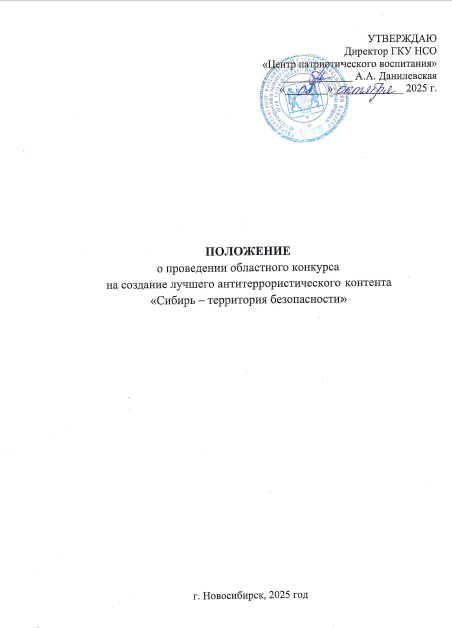 УТВЕРЖДАЮ
Директор ГКУ НСО
«Центр патриотического воспитания»
А.А. Данилевская
« » октября 2025 г.
ПОЛОЖЕНИЕ
о проведении областного конкурса
на создание лучшего антитеррористического контента
«Сибирь – территория безопасности»
г. Новосибирск, 2025 год